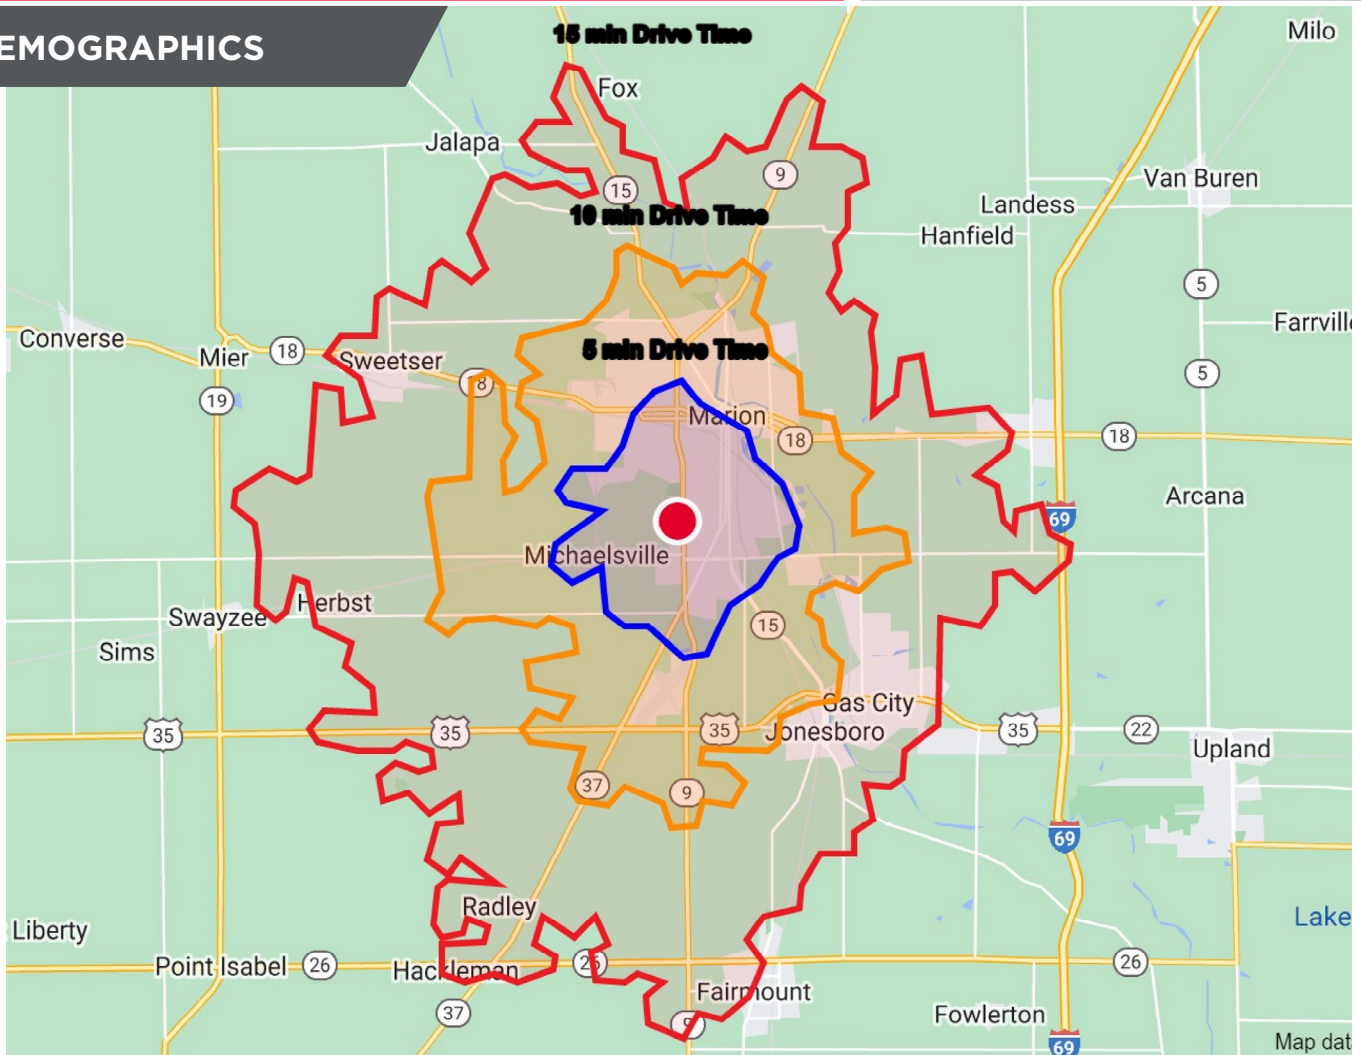 EMOGRAPHICS
15 min Drive Time
Milo
Fox
Jalapa
9
15
Van Buren
Landess
10 min Drive Time
Hanfield
5
Farrville
Converse
18
Mier
Sweetser
5 min Drive Time
5
18
19
Marion
18
18
Arcana
69
Michaelsville
Herbst
Swayzee
15
Sims
Gas City
35
35
35
Jonesboro
35
22
Upland
37
9
69
Radley
Liberty
Lake
Point Isabel
26
Hackleman
26
26
Fairmount
37
9
Fowlerton
69
Map dat